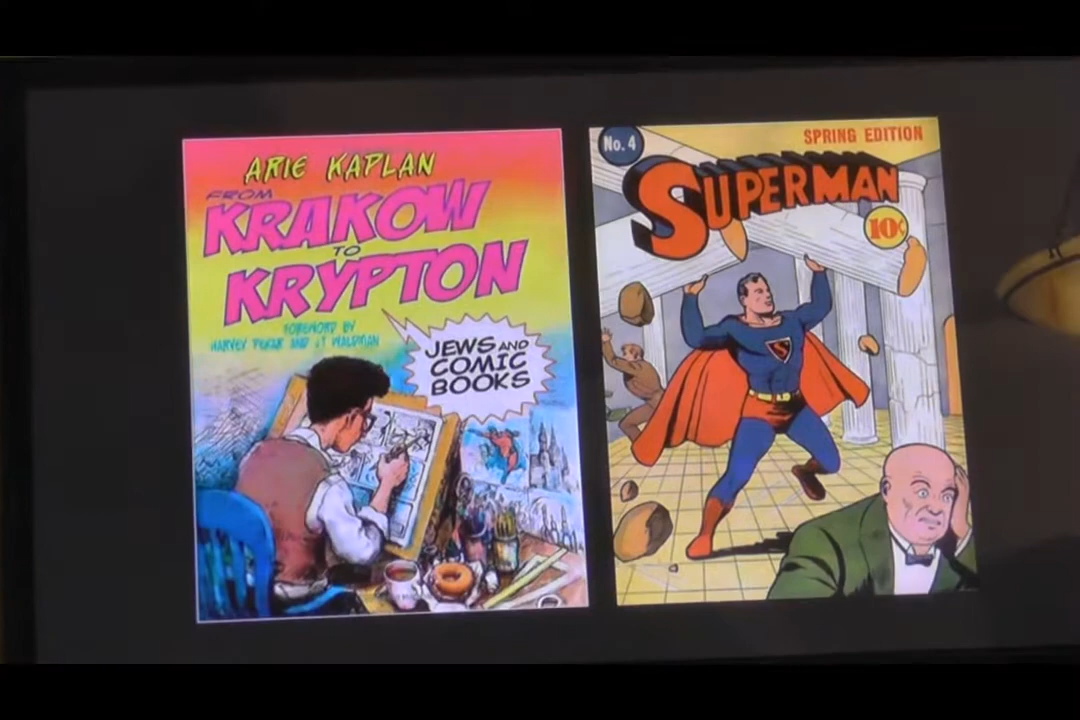 ARIE KAPLAN
FROM
KRAKOW
TO
KRYPTON
FOREWORD BY
HARVEY PEKAR AND JT WALDMAN
JEWS AND
COMIC
BOOKS
No. 4
SPRING EDITION
SUPERMAN
10¢
S